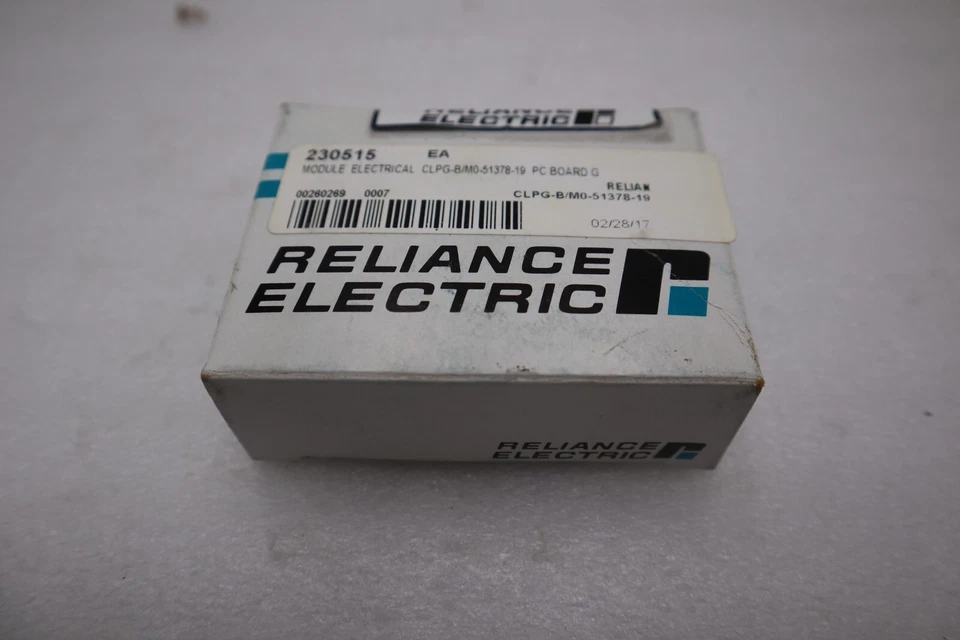 RELIANCE
ELECTRIC
230515 EA
MODULE ELECTRICAL CLPG-B/M0-51378-19 PC BOARD G
RELIAN
00260269 0007 CLPG-B/M0-51378-19
02/28/17
RELIANCE
ELECTRIC
RELIANCE
ELECTRIC